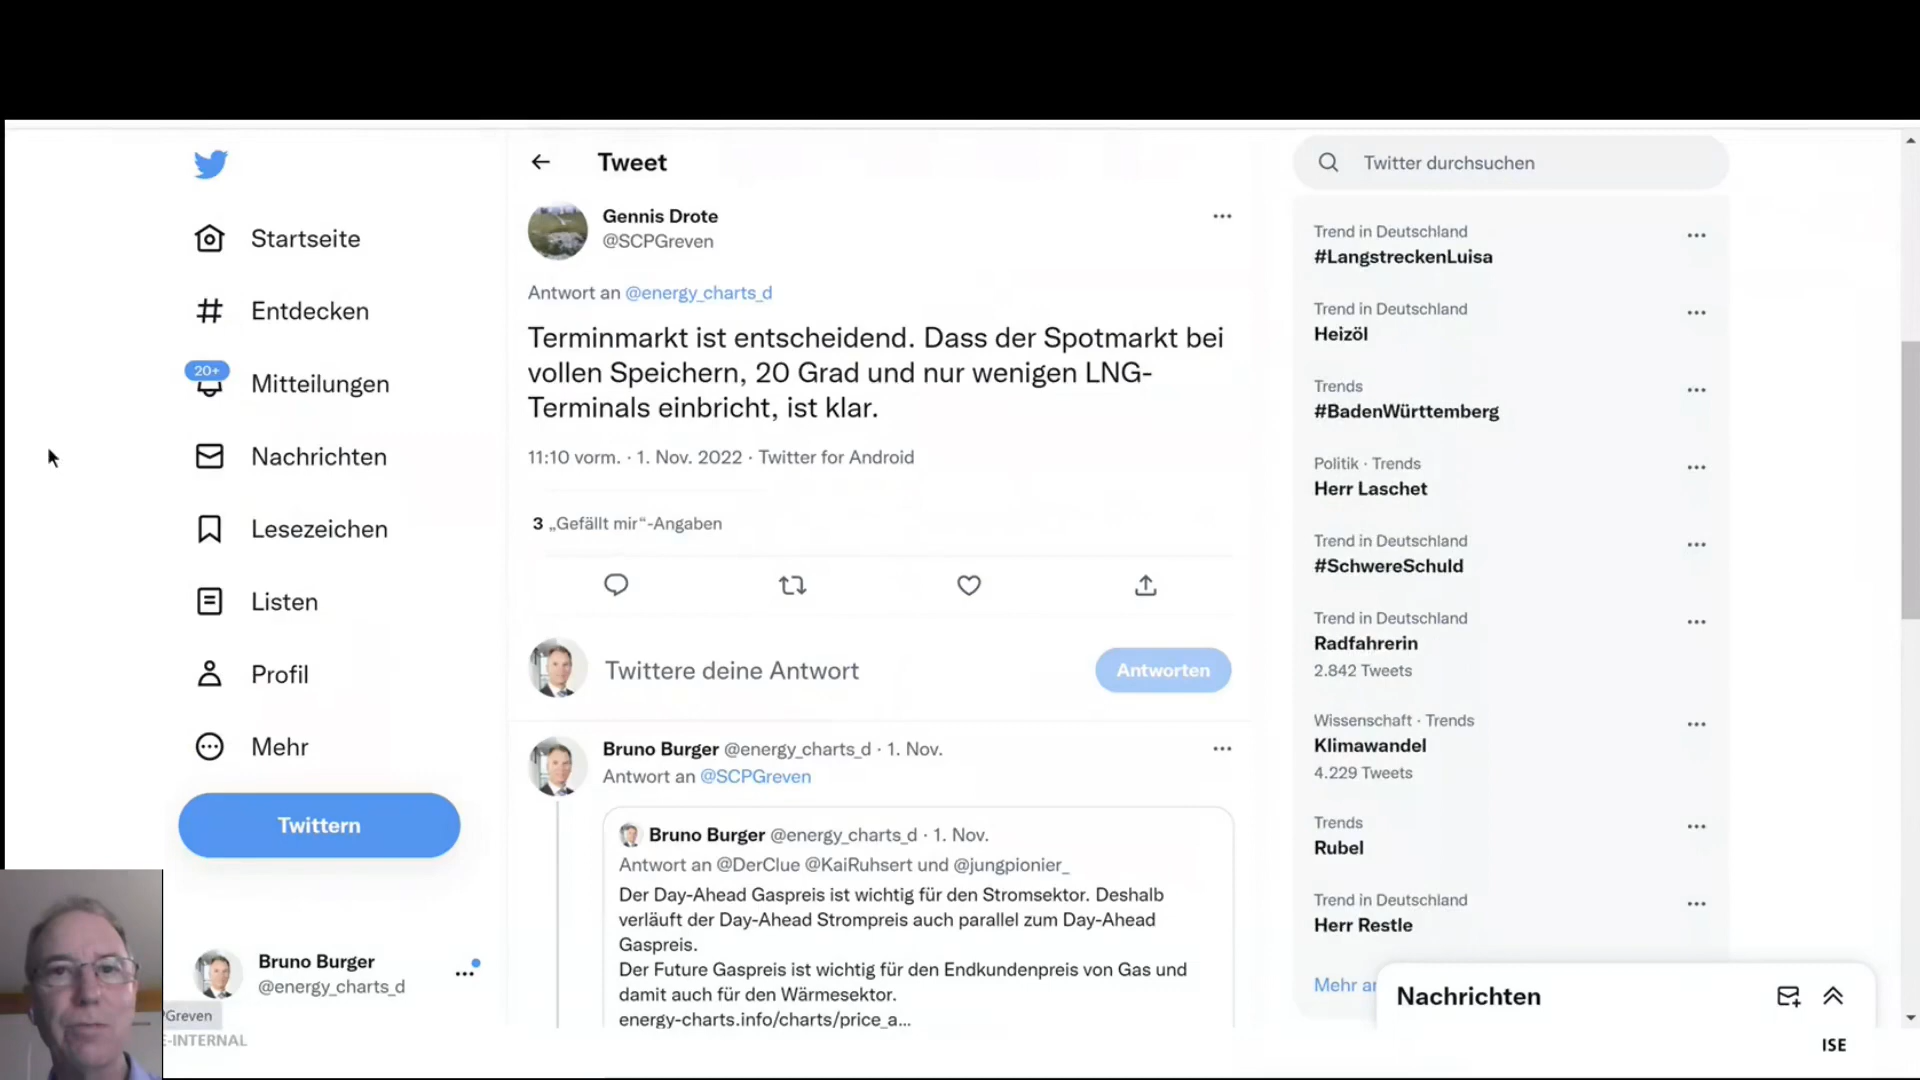 Tweet
Twitter durchsuchen
Startseite
Entdecken
20+
Mitteilungen
Nachrichten
Lesezeichen
Listen
Profil
Mehr
Twittern
Bruno Burger
@energy_charts_d
Greven
-INTERNAL
Gennis Drote
@SCPGreven
Antwort an @energy_charts_d
Terminmarkt ist entscheidend. Dass der Spotmarkt bei
vollen Speichern, 20 Grad und nur wenigen LNG-
Terminals einbricht, ist klar.
11:10 vorm. · 1. Nov. 2022 · Twitter for Android
3 „Gefällt mir“-Angaben
Twittere deine Antwort
Antworten
Bruno Burger @energy_charts_d · 1. Nov.
Antwort an @SCPGreven
Bruno Burger @energy_charts_d · 1. Nov.
Antwort an @DerClue @KaiRuhsert und @jungpionier_
Der Day-Ahead Gaspreis ist wichtig für den Stromsektor. Deshalb
verläuft der Day-Ahead Strompreis auch parallel zum Day-Ahead
Gaspreis.
Der Future Gaspreis ist wichtig für den Endkundenpreis von Gas und
damit auch für den Wärmesektor.
energy-charts.info/charts/price_a...
Trend in Deutschland
#LangstreckenLuisa
Trend in Deutschland
Heizöl
Trends
#BadenWürttemberg
Politik · Trends
Herr Laschet
Trend in Deutschland
#SchwereSchuld
Trend in Deutschland
Radfahrerin
2.842 Tweets
Wissenschaft · Trends
Klimawandel
4.229 Tweets
Trends
Rubel
Trend in Deutschland
Herr Restle
Mehr
Nachrichten
ISE